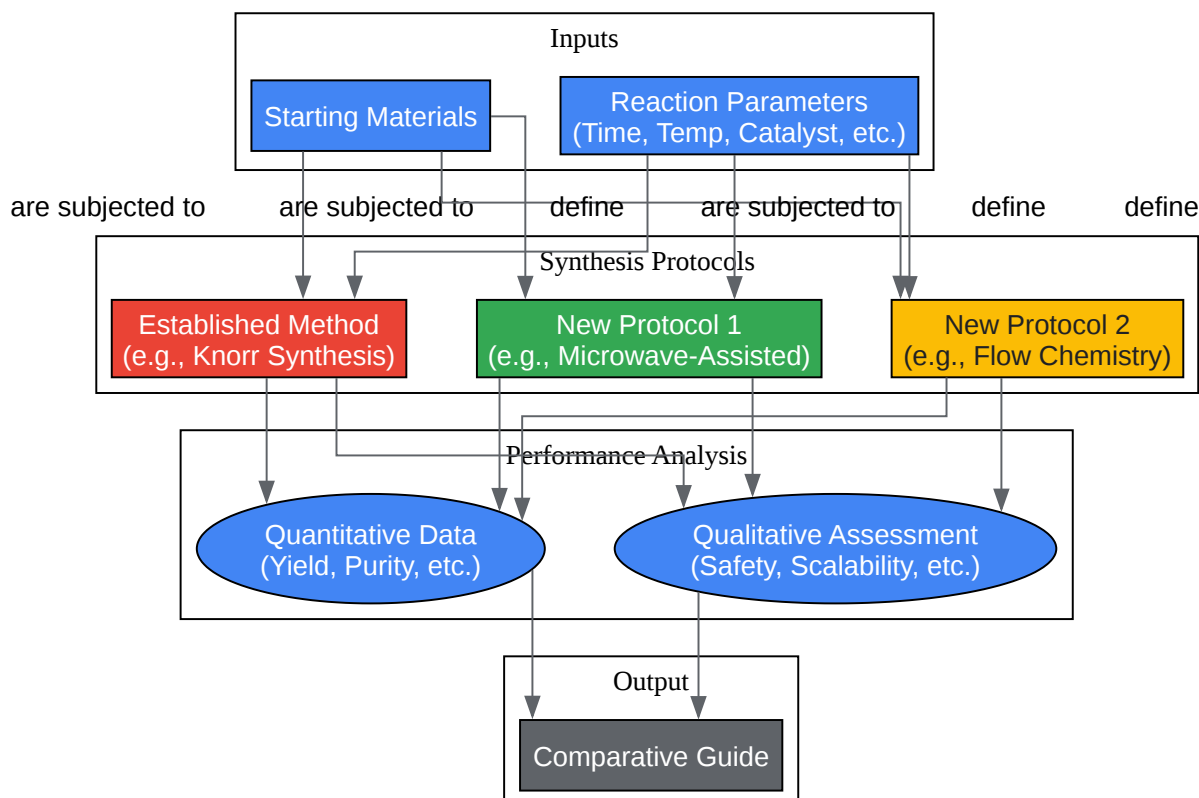 Inputs
Starting Materials
Reaction Parameters
(Time, Temp, Catalyst, etc.)
are subjected to
are subjected to
define
are subjected to
define
define
Synthesis Protocols
Established Method
(e.g., Knorr Synthesis)
New Protocol 1
(e.g., Microwave-Assisted)
New Protocol 2
(e.g., Flow Chemistry)
Performance Analysis
Quantitative Data
(Yield, Purity, etc.)
Qualitative Assessment
(Safety, Scalability, etc.)
Output
Comparative Guide